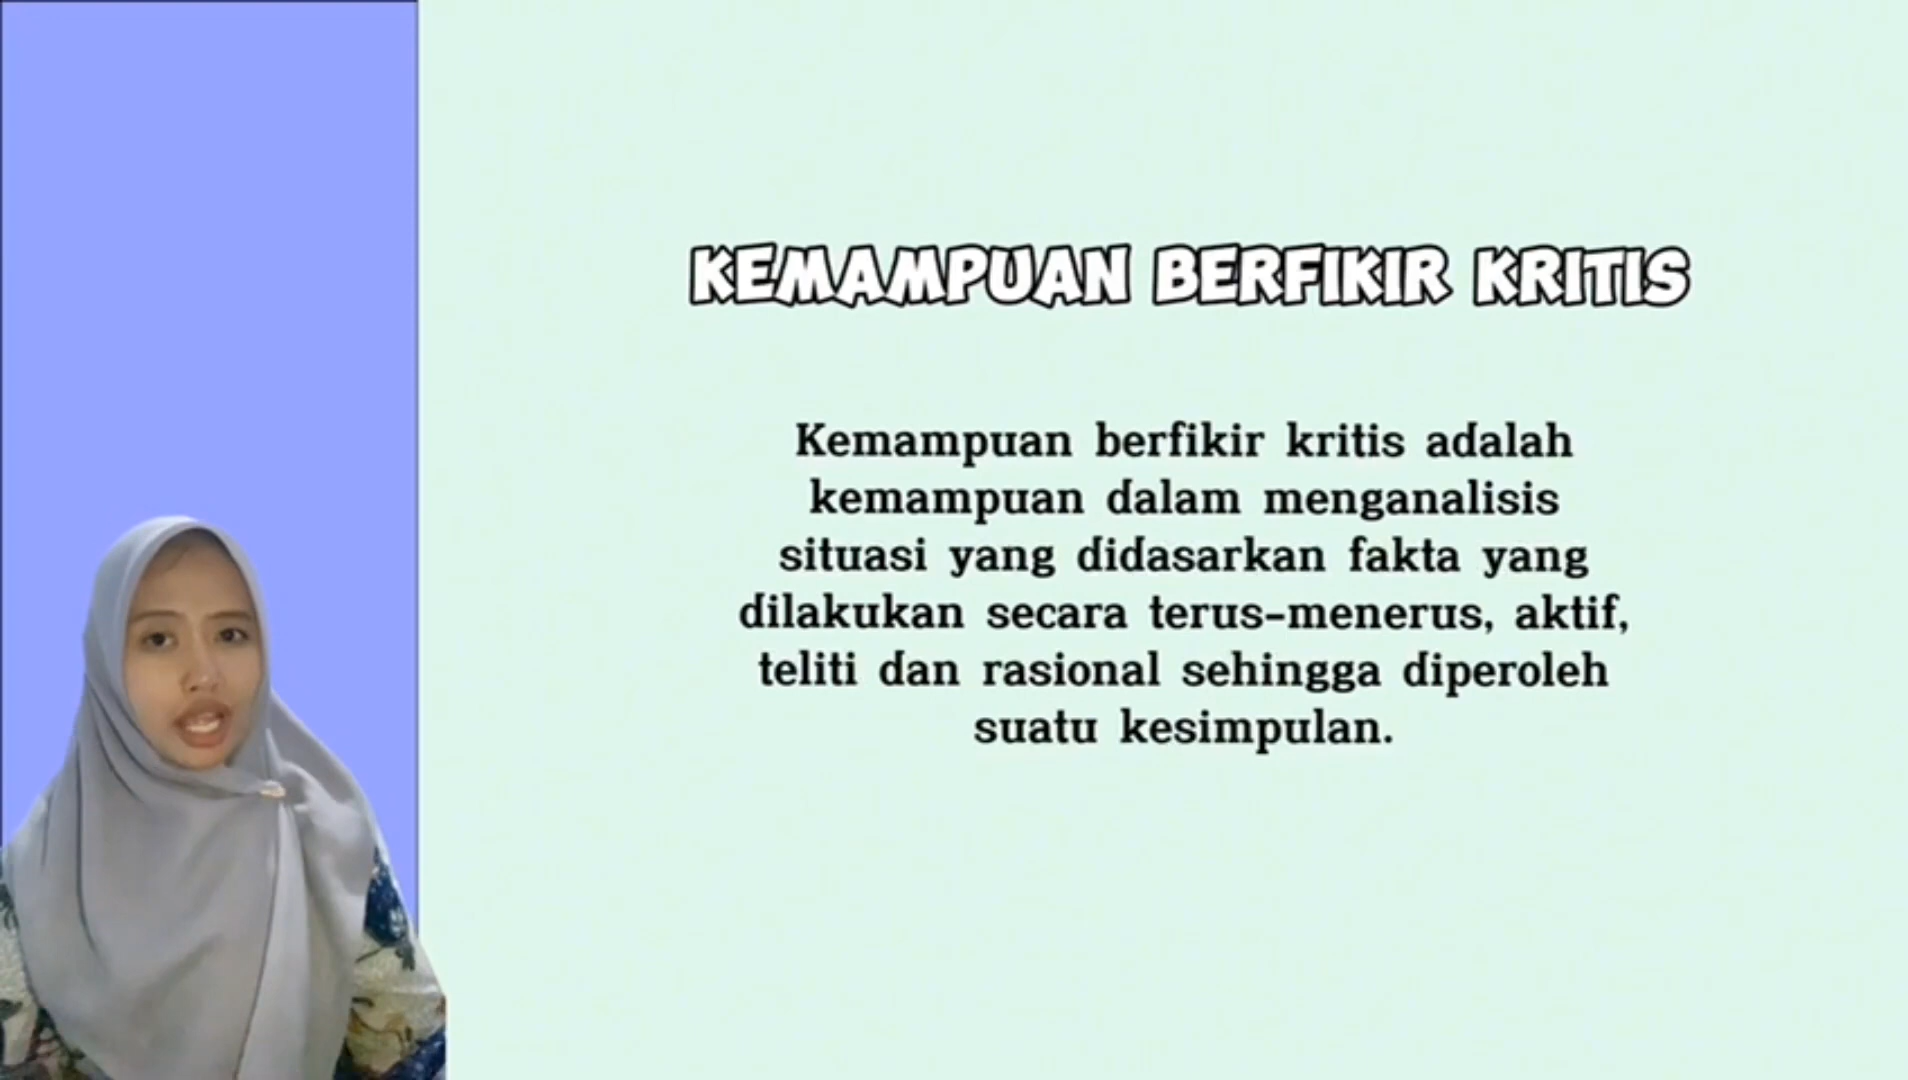 KEMAMPUAN BERFIKIR KRITIS
Kemampuan berfikir kritis adalah
kemampuan dalam menganalisis
situasi yang didasarkan fakta yang
dilakukan secara terus-menerus, aktif,
teliti dan rasional sehingga diperoleh
suatu kesimpulan.